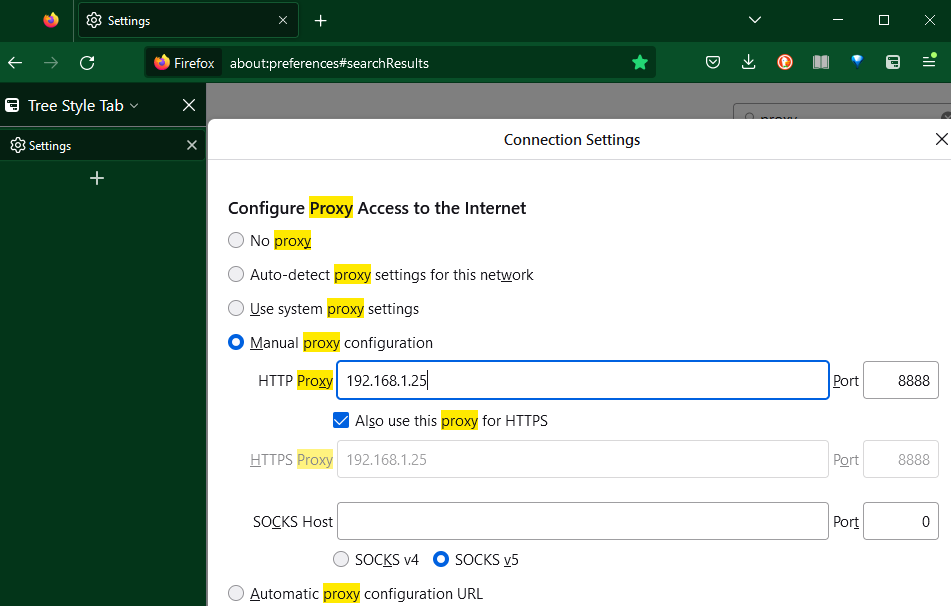 Settings
Firefox about:preferences#searchResults
Tree Style Tab
Settings
proxy
Connection Settings
Configure Proxy Access to the Internet
No proxy
Auto-detect proxy settings for this network
Use system proxy settings
Manual proxy configuration
HTTP Proxy 192.168.1.25 Port 8888
Also use this proxy for HTTPS
HTTPS Proxy 192.168.1.25 Port 8888
SOCKS Host Port 0
SOCKS v4 SOCKS v5
Automatic proxy configuration URL